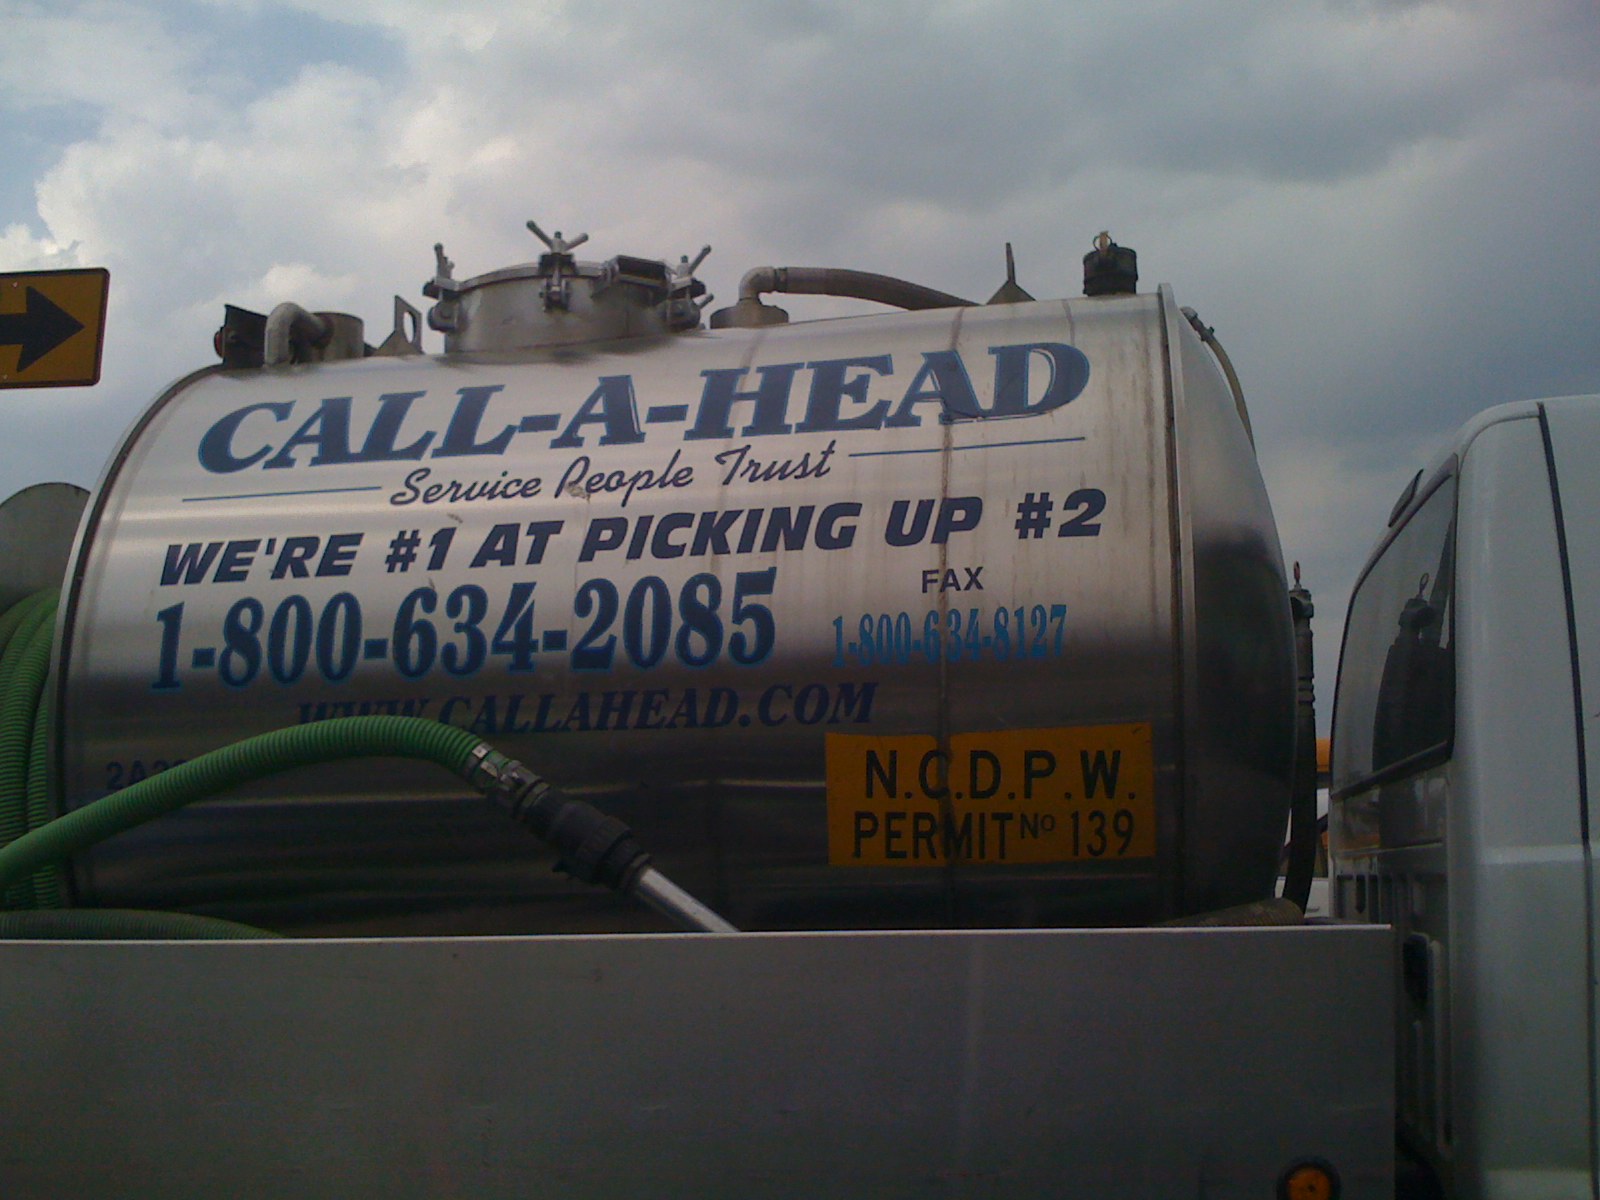 CALL-A-HEAD
Service People Trust
WE'RE #1 AT PICKING UP #2
1-800-634-2085
FAX
1-800-634-8127
WWW.CALLAHEAD.COM
N.C.D.P.W.
PERMIT No 139